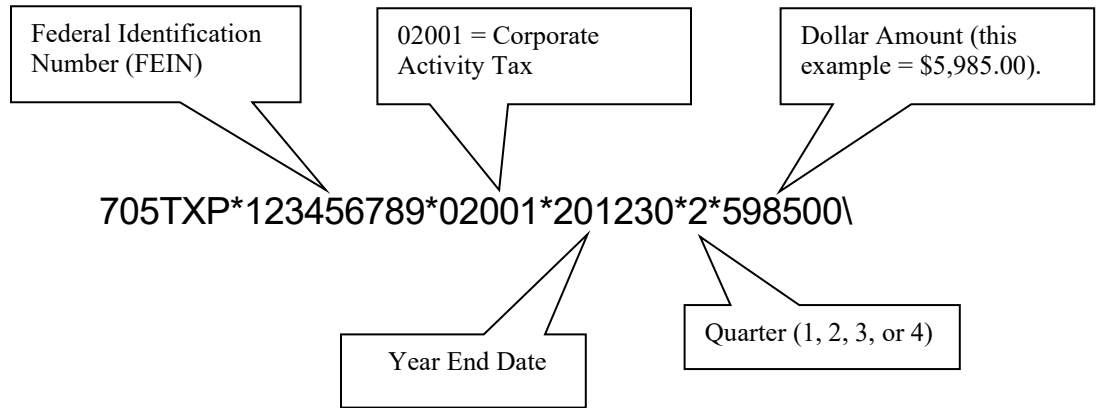 Federal Identification
Number (FEIN)
02001 = Corporate
Activity Tax
Dollar Amount (this
example = $5,985.00).
705TXP*123456789*02001*201230*2*598500\
Year End Date
Quarter (1, 2, 3, or 4)